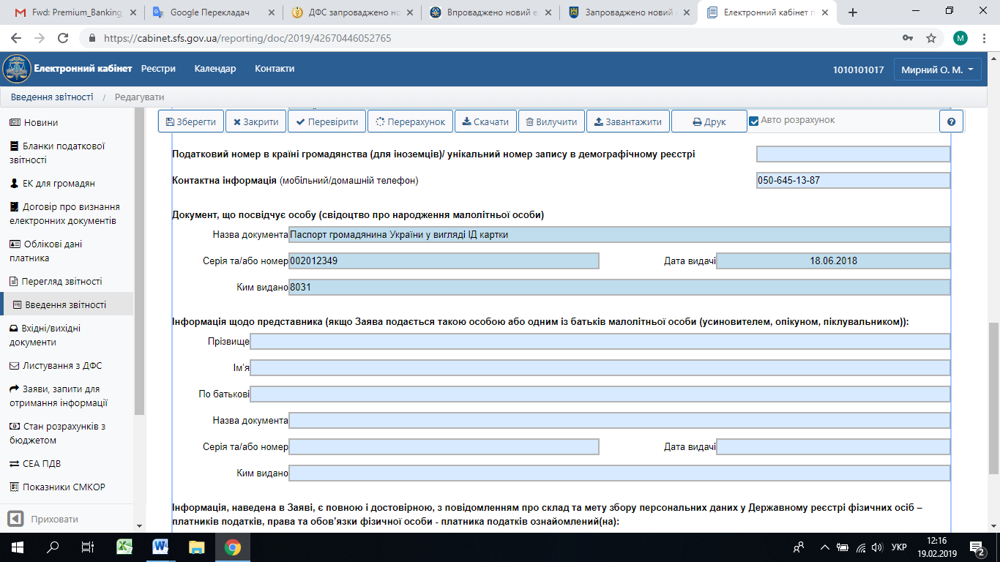 Fwd: Premium_Banking
Google Перекладач
ДФС запроваджено но
Впроваджено новий е
Запроваджено новий
Електронний кабінет п
https://cabinet.sfs.gov.ua/reporting/doc/2019/42670446052765
M
Електронний кабінет Реєстри Календар Контакти 1010101017 Мирний О. М.
Введення звітності / Редагувати
Новини
Бланки податкової
звітності
ЕК для громадян
Договір про визнання
електронних документів
Облікові дані
платника
Перегляд звітності
Введення звітності
Вхідні/вихідні
документи
Листування з ДФС
Заяви, запити для
отримання інформації
Стан розрахунків з
бюджетом
СЕА ПДВ
Показники СМКОР
Приховати
Зберегти Закрити Перевірити Перерахунок Скачати Вилучити Завантажити Друк Авто розрахунок ?
Податковий номер в країні громадянства (для іноземців)/ унікальний номер запису в демографічному реєстрі
Контактна інформація (мобільний/домашній телефон) 050-645-13-87
Документ, що посвідчує особу (свідоцтво про народження малолітньої особи)
Назва документа Паспорт громадянина України у вигляді ІД картки
Серія та/або номер 002012349 Дата видачі 18.06.2018
Ким видано 8031
Інформація щодо представника (якщо Заява подається такою особою або одним із батьків малолітньої особи (усиновителем, опікуном, піклувальником)):
Прізвище
Ім'я
По батькові
Назва документа
Серія та/або номер Дата видачі
Ким видано
Інформація, наведена в Заяві, є повною і достовірною, з повідомленням про склад та мету збору персональних даних у Державному реєстрі фізичних осіб –
платників податків, права та обов'язки фізичної особи - платника податків ознайомлений(на):
УКР
12:16
19.02.2019
2